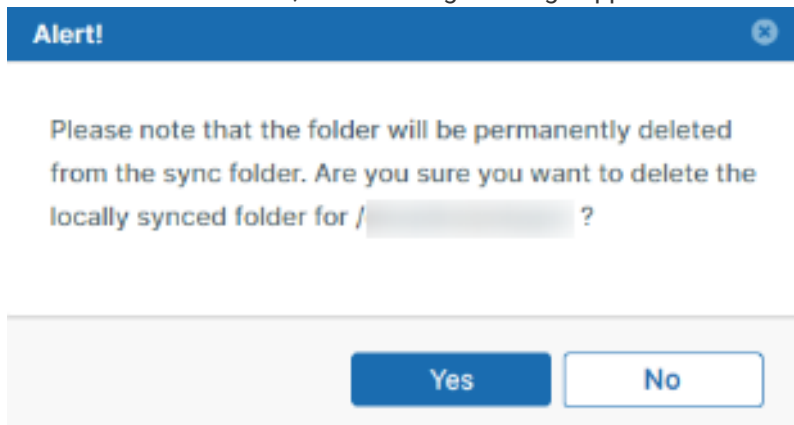 Alert!
Please note that the folder will be permanently deleted
from the sync folder. Are you sure you want to delete the
locally synced folder for / ?
Yes
No